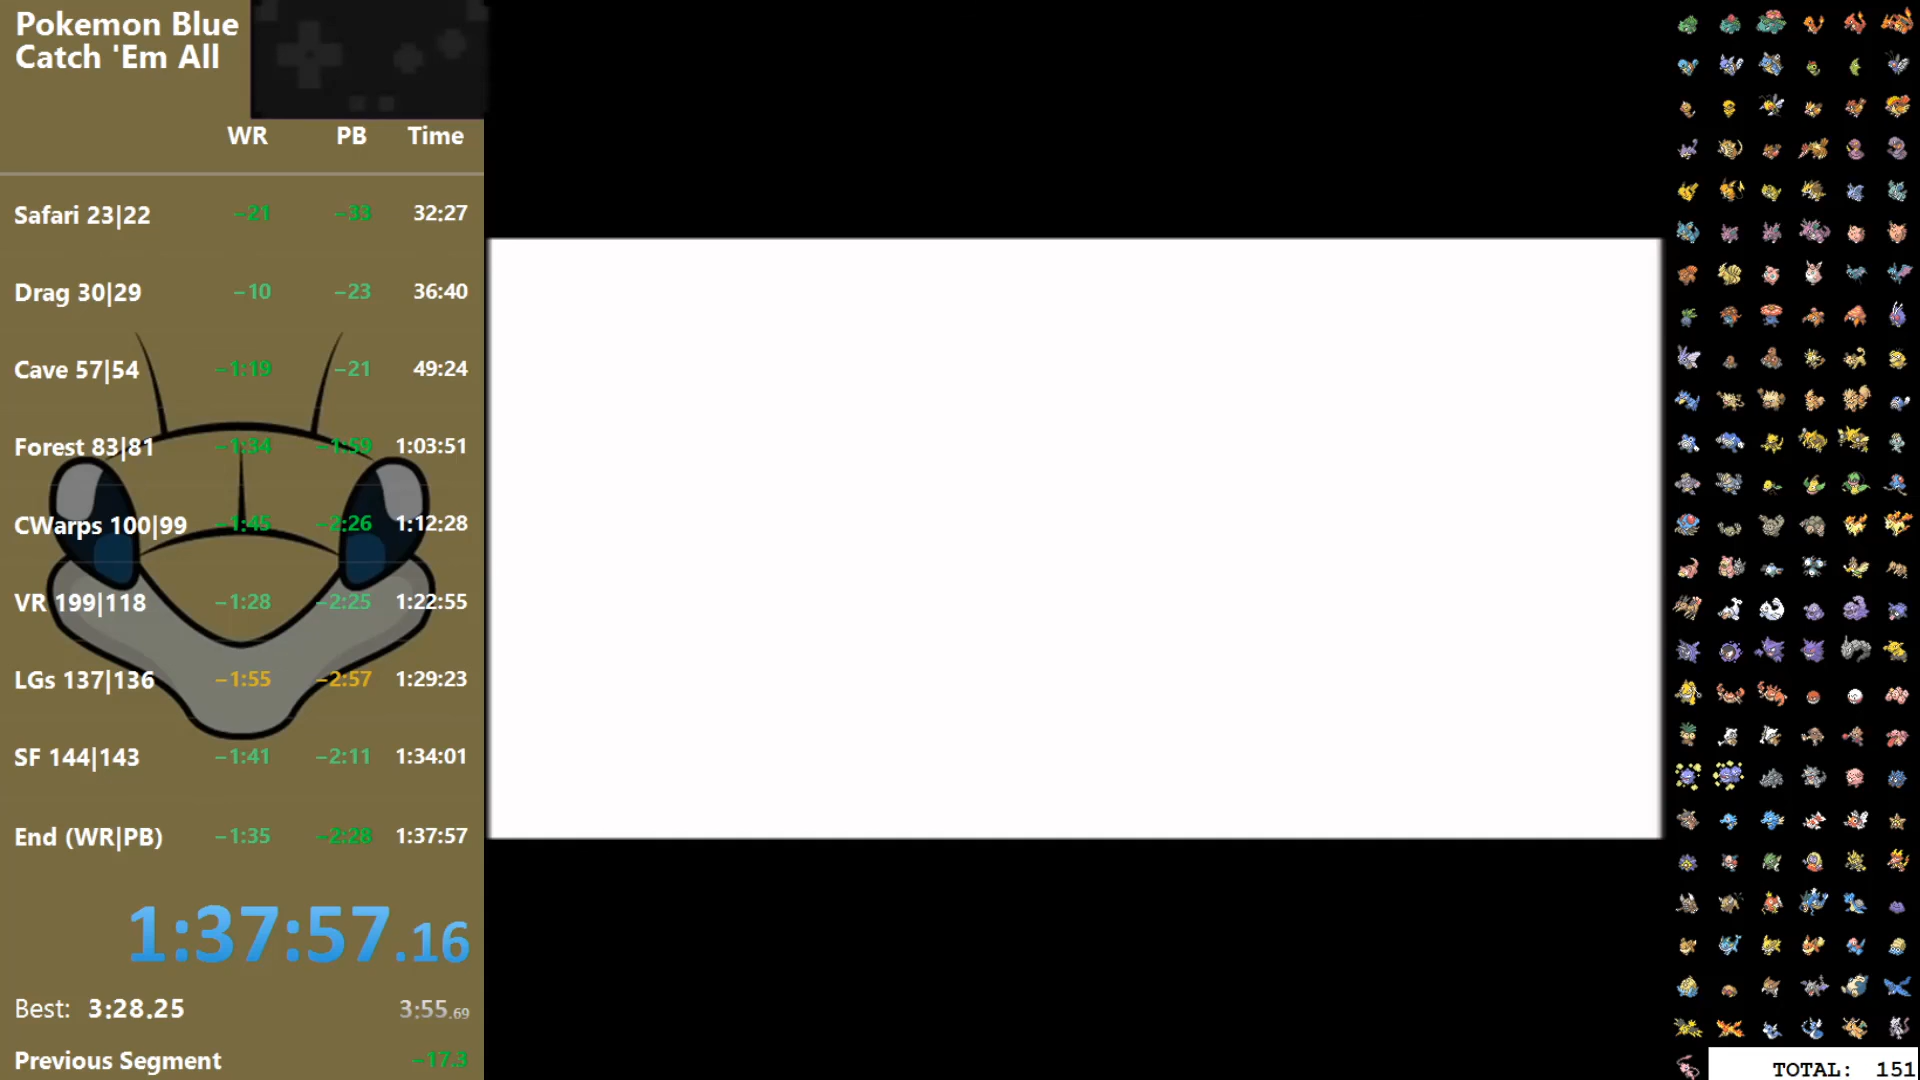 Pokemon Blue
Catch 'Em All
WR PB Time
Safari 23|22 −21 −33 32:27
Drag 30|29 −10 −23 36:40
Cave 57|54 −1:19 −21 49:24
Forest 83|81 −1:34 −1:59 1:03:51
CWarps 100|99 −1:45 −2:26 1:12:28
VR 199|118 −1:28 −2:25 1:22:55
LGs 137|136 −1:55 −2:57 1:29:23
SF 144|143 −1:41 −2:11 1:34:01
End (WR|PB) −1:35 −2:28 1:37:57
1:37:57.16
Best: 3:28.25 3:55.69
Previous Segment −17.3
TOTAL: 151